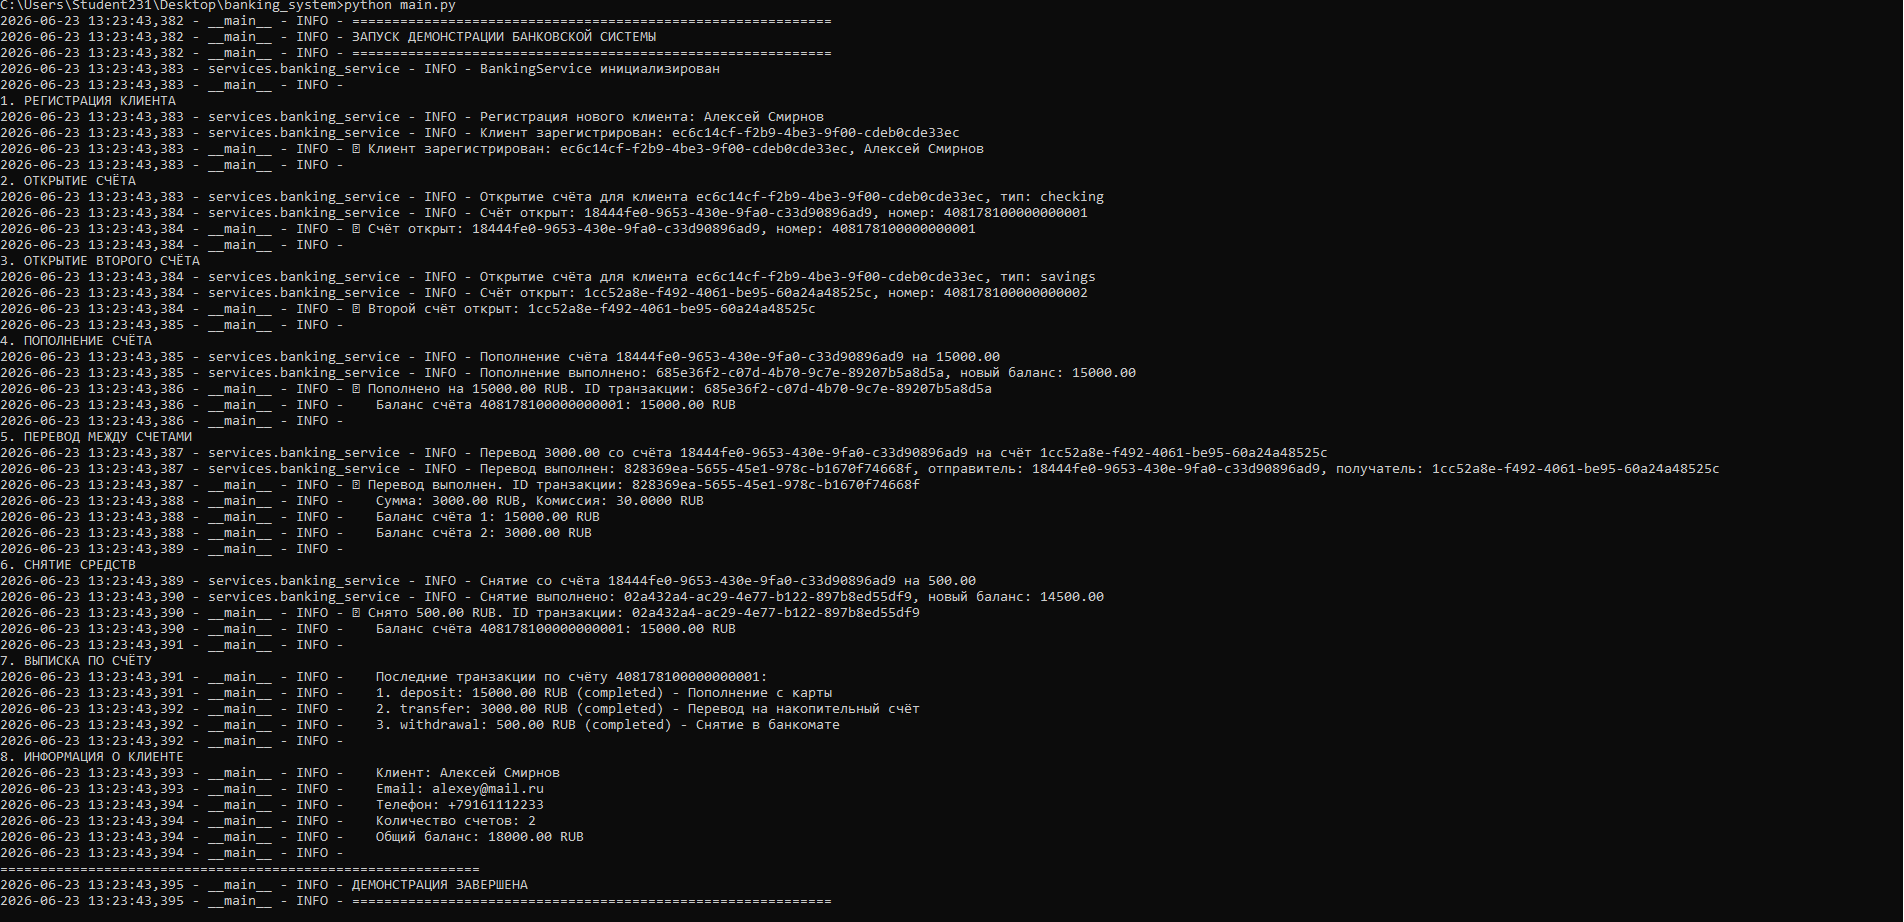 C:\Users\Student231\Desktop\banking_system>python main.py
2026-06-23 13:23:43,382 - __main__ - INFO - ============================================================
2026-06-23 13:23:43,382 - __main__ - INFO - ЗАПУСК ДЕМОНСТРАЦИИ БАНКОВСКОЙ СИСТЕМЫ
2026-06-23 13:23:43,382 - __main__ - INFO - ============================================================
2026-06-23 13:23:43,383 - services.banking_service - INFO - BankingService инициализирован
2026-06-23 13:23:43,383 - __main__ - INFO -
1. РЕГИСТРАЦИЯ КЛИЕНТА
2026-06-23 13:23:43,383 - services.banking_service - INFO - Регистрация нового клиента: Алексей Смирнов
2026-06-23 13:23:43,383 - services.banking_service - INFO - Клиент зарегистрирован: ec6c14cf-f2b9-4be3-9f00-cdeb0cde33ec
2026-06-23 13:23:43,383 - __main__ - INFO - Клиент зарегистрирован: ec6c14cf-f2b9-4be3-9f00-cdeb0cde33ec, Алексей Смирнов
2026-06-23 13:23:43,383 - __main__ - INFO -
2. ОТКРЫТИЕ СЧЁТА
2026-06-23 13:23:43,383 - services.banking_service - INFO - Открытие счёта для клиента ec6c14cf-f2b9-4be3-9f00-cdeb0cde33ec, тип: checking
2026-06-23 13:23:43,384 - services.banking_service - INFO - Счёт открыт: 18444fe0-9653-430e-9fa0-c33d90896ad9, номер: 408178100000000001
2026-06-23 13:23:43,384 - __main__ - INFO - Счёт открыт: 18444fe0-9653-430e-9fa0-c33d90896ad9, номер: 408178100000000001
2026-06-23 13:23:43,384 - __main__ - INFO -
3. ОТКРЫТИЕ ВТОРОГО СЧЁТА
2026-06-23 13:23:43,384 - services.banking_service - INFO - Открытие счёта для клиента ec6c14cf-f2b9-4be3-9f00-cdeb0cde33ec, тип: savings
2026-06-23 13:23:43,384 - services.banking_service - INFO - Счёт открыт: 1cc52a8e-f492-4061-be95-60a24a48525c, номер: 408178100000000002
2026-06-23 13:23:43,384 - __main__ - INFO - Второй счёт открыт: 1cc52a8e-f492-4061-be95-60a24a48525c
2026-06-23 13:23:43,385 - __main__ - INFO -
4. ПОПОЛНЕНИЕ СЧЁТА
2026-06-23 13:23:43,385 - services.banking_service - INFO - Пополнение счёта 18444fe0-9653-430e-9fa0-c33d90896ad9 на 15000.00
2026-06-23 13:23:43,385 - services.banking_service - INFO - Пополнение выполнено: 685e36f2-c07d-4b70-9c7e-89207b5a8d5a, новый баланс: 15000.00
2026-06-23 13:23:43,386 - __main__ - INFO - Пополнено на 15000.00 RUB. ID транзакции: 685e36f2-c07d-4b70-9c7e-89207b5a8d5a
2026-06-23 13:23:43,386 - __main__ - INFO -    Баланс счёта 408178100000000001: 15000.00 RUB
2026-06-23 13:23:43,386 - __main__ - INFO -
5. ПЕРЕВОД МЕЖДУ СЧЕТАМИ
2026-06-23 13:23:43,387 - services.banking_service - INFO - Перевод 3000.00 со счёта 18444fe0-9653-430e-9fa0-c33d90896ad9 на счёт 1cc52a8e-f492-4061-be95-60a24a48525c
2026-06-23 13:23:43,387 - services.banking_service - INFO - Перевод выполнен: 828369ea-5655-45e1-978c-b1670f74668f, отправитель: 18444fe0-9653-430e-9fa0-c33d90896ad9, получатель: 1cc52a8e-f492-4061-be95-60a24a48525c
2026-06-23 13:23:43,387 - __main__ - INFO - Перевод выполнен. ID транзакции: 828369ea-5655-45e1-978c-b1670f74668f
2026-06-23 13:23:43,388 - __main__ - INFO -    Сумма: 3000.00 RUB, Комиссия: 30.0000 RUB
2026-06-23 13:23:43,388 - __main__ - INFO -    Баланс счёта 1: 15000.00 RUB
2026-06-23 13:23:43,388 - __main__ - INFO -    Баланс счёта 2: 3000.00 RUB
2026-06-23 13:23:43,389 - __main__ - INFO -
6. СНЯТИЕ СРЕДСТВ
2026-06-23 13:23:43,389 - services.banking_service - INFO - Снятие со счёта 18444fe0-9653-430e-9fa0-c33d90896ad9 на 500.00
2026-06-23 13:23:43,390 - services.banking_service - INFO - Снятие выполнено: 02a432a4-ac29-4e77-b122-897b8ed55df9, новый баланс: 14500.00
2026-06-23 13:23:43,390 - __main__ - INFO - Снято 500.00 RUB. ID транзакции: 02a432a4-ac29-4e77-b122-897b8ed55df9
2026-06-23 13:23:43,390 - __main__ - INFO -    Баланс счёта 408178100000000001: 15000.00 RUB
2026-06-23 13:23:43,391 - __main__ - INFO -
7. ВЫПИСКА ПО СЧЁТУ
2026-06-23 13:23:43,391 - __main__ - INFO -    Последние транзакции по счёту 408178100000000001:
2026-06-23 13:23:43,391 - __main__ - INFO -    1. deposit: 15000.00 RUB (completed) - Пополнение с карты
2026-06-23 13:23:43,392 - __main__ - INFO -    2. transfer: 3000.00 RUB (completed) - Перевод на накопительный счёт
2026-06-23 13:23:43,392 - __main__ - INFO -    3. withdrawal: 500.00 RUB (completed) - Снятие в банкомате
2026-06-23 13:23:43,392 - __main__ - INFO -
8. ИНФОРМАЦИЯ О КЛИЕНТЕ
2026-06-23 13:23:43,393 - __main__ - INFO -    Клиент: Алексей Смирнов
2026-06-23 13:23:43,393 - __main__ - INFO -    Email: alexey@mail.ru
2026-06-23 13:23:43,394 - __main__ - INFO -    Телефон: +79161112233
2026-06-23 13:23:43,394 - __main__ - INFO -    Количество счетов: 2
2026-06-23 13:23:43,394 - __main__ - INFO -    Общий баланс: 18000.00 RUB
2026-06-23 13:23:43,394 - __main__ - INFO -
============================================================
2026-06-23 13:23:43,395 - __main__ - INFO - ДЕМОНСТРАЦИЯ ЗАВЕРШЕНА
2026-06-23 13:23:43,395 - __main__ - INFO - ============================================================